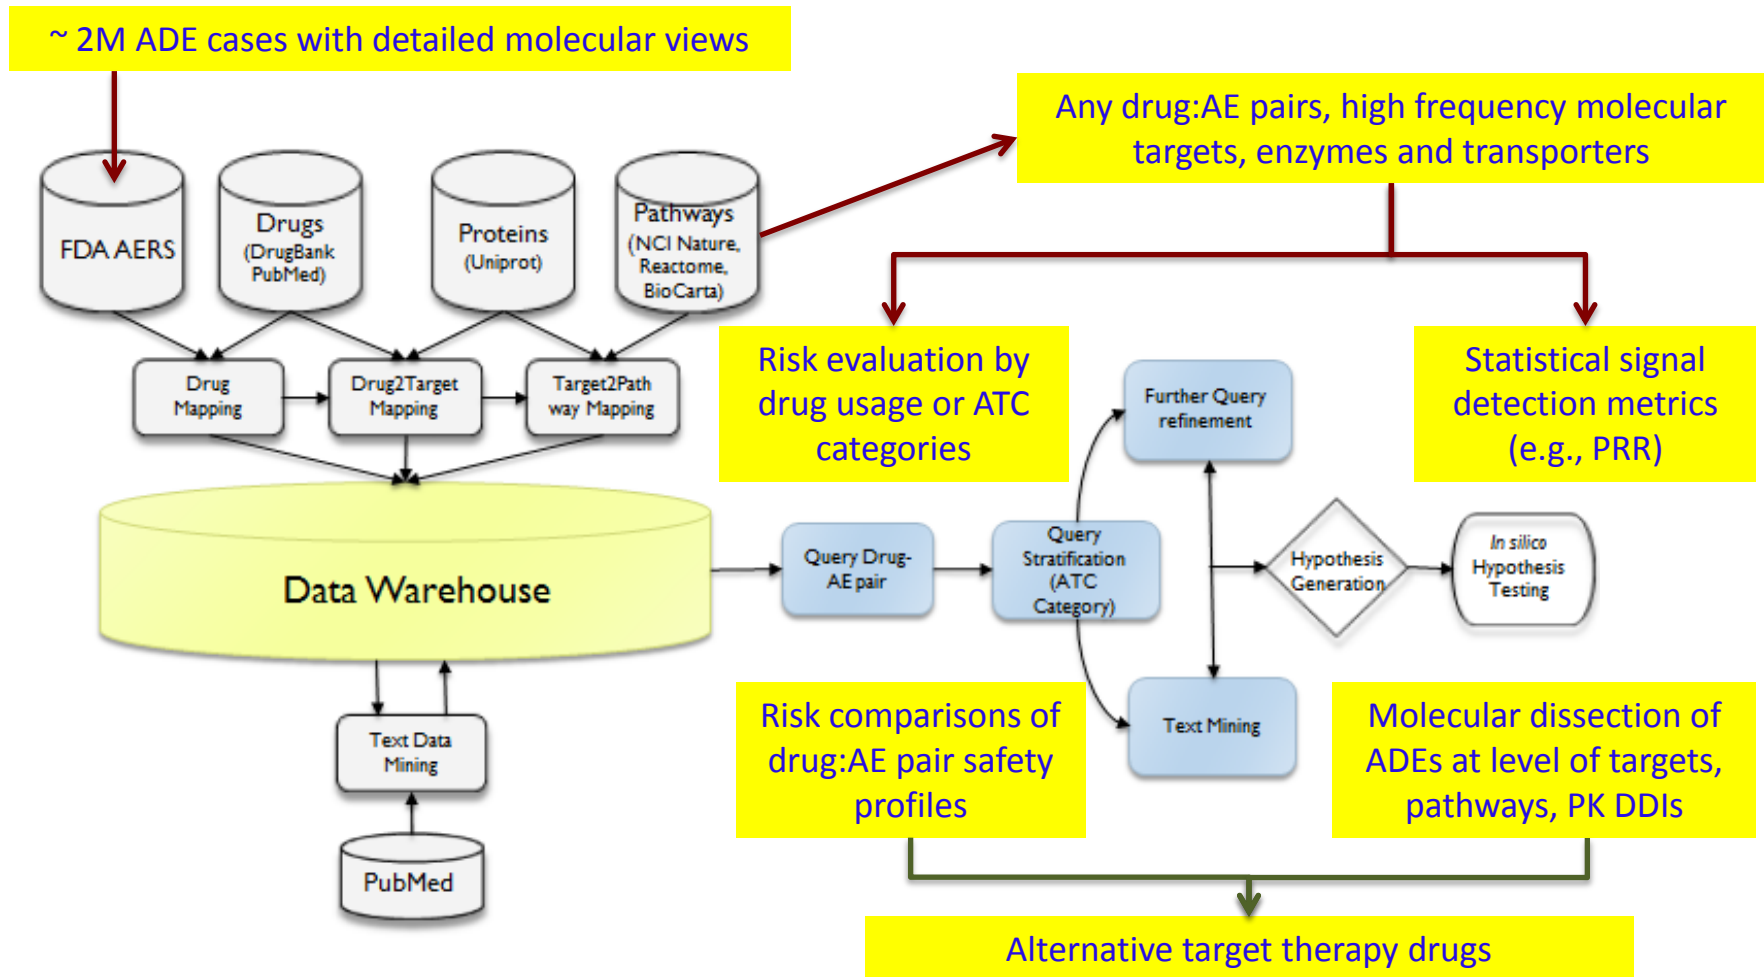 ~ 2M ADE cases with detailed molecular views
Any drug:AE pairs, high frequency molecular
targets, enzymes and transporters
FDA AERS
Drugs
(DrugBank
PubMed)
Proteins
(Uniprot)
Pathways
(NCI Nature,
Reactome,
BioCarta)
Drug
Mapping
Drug2Target
Mapping
Target2Path
way Mapping
Risk evaluation by
drug usage or ATC
categories
Further Query
refinement
Statistical signal
detection metrics
(e.g., PRR)
Data Warehouse
Query Drug-
AE pair
Query
Stratification
(ATC
Category)
Hypothesis
Generation
In silico
Hypothesis
Testing
Text Data
Mining
PubMed
Risk comparisons of
drug:AE pair safety
profiles
Text Mining
Molecular dissection of
ADEs at level of targets,
pathways, PK DDIs
Alternative target therapy drugs